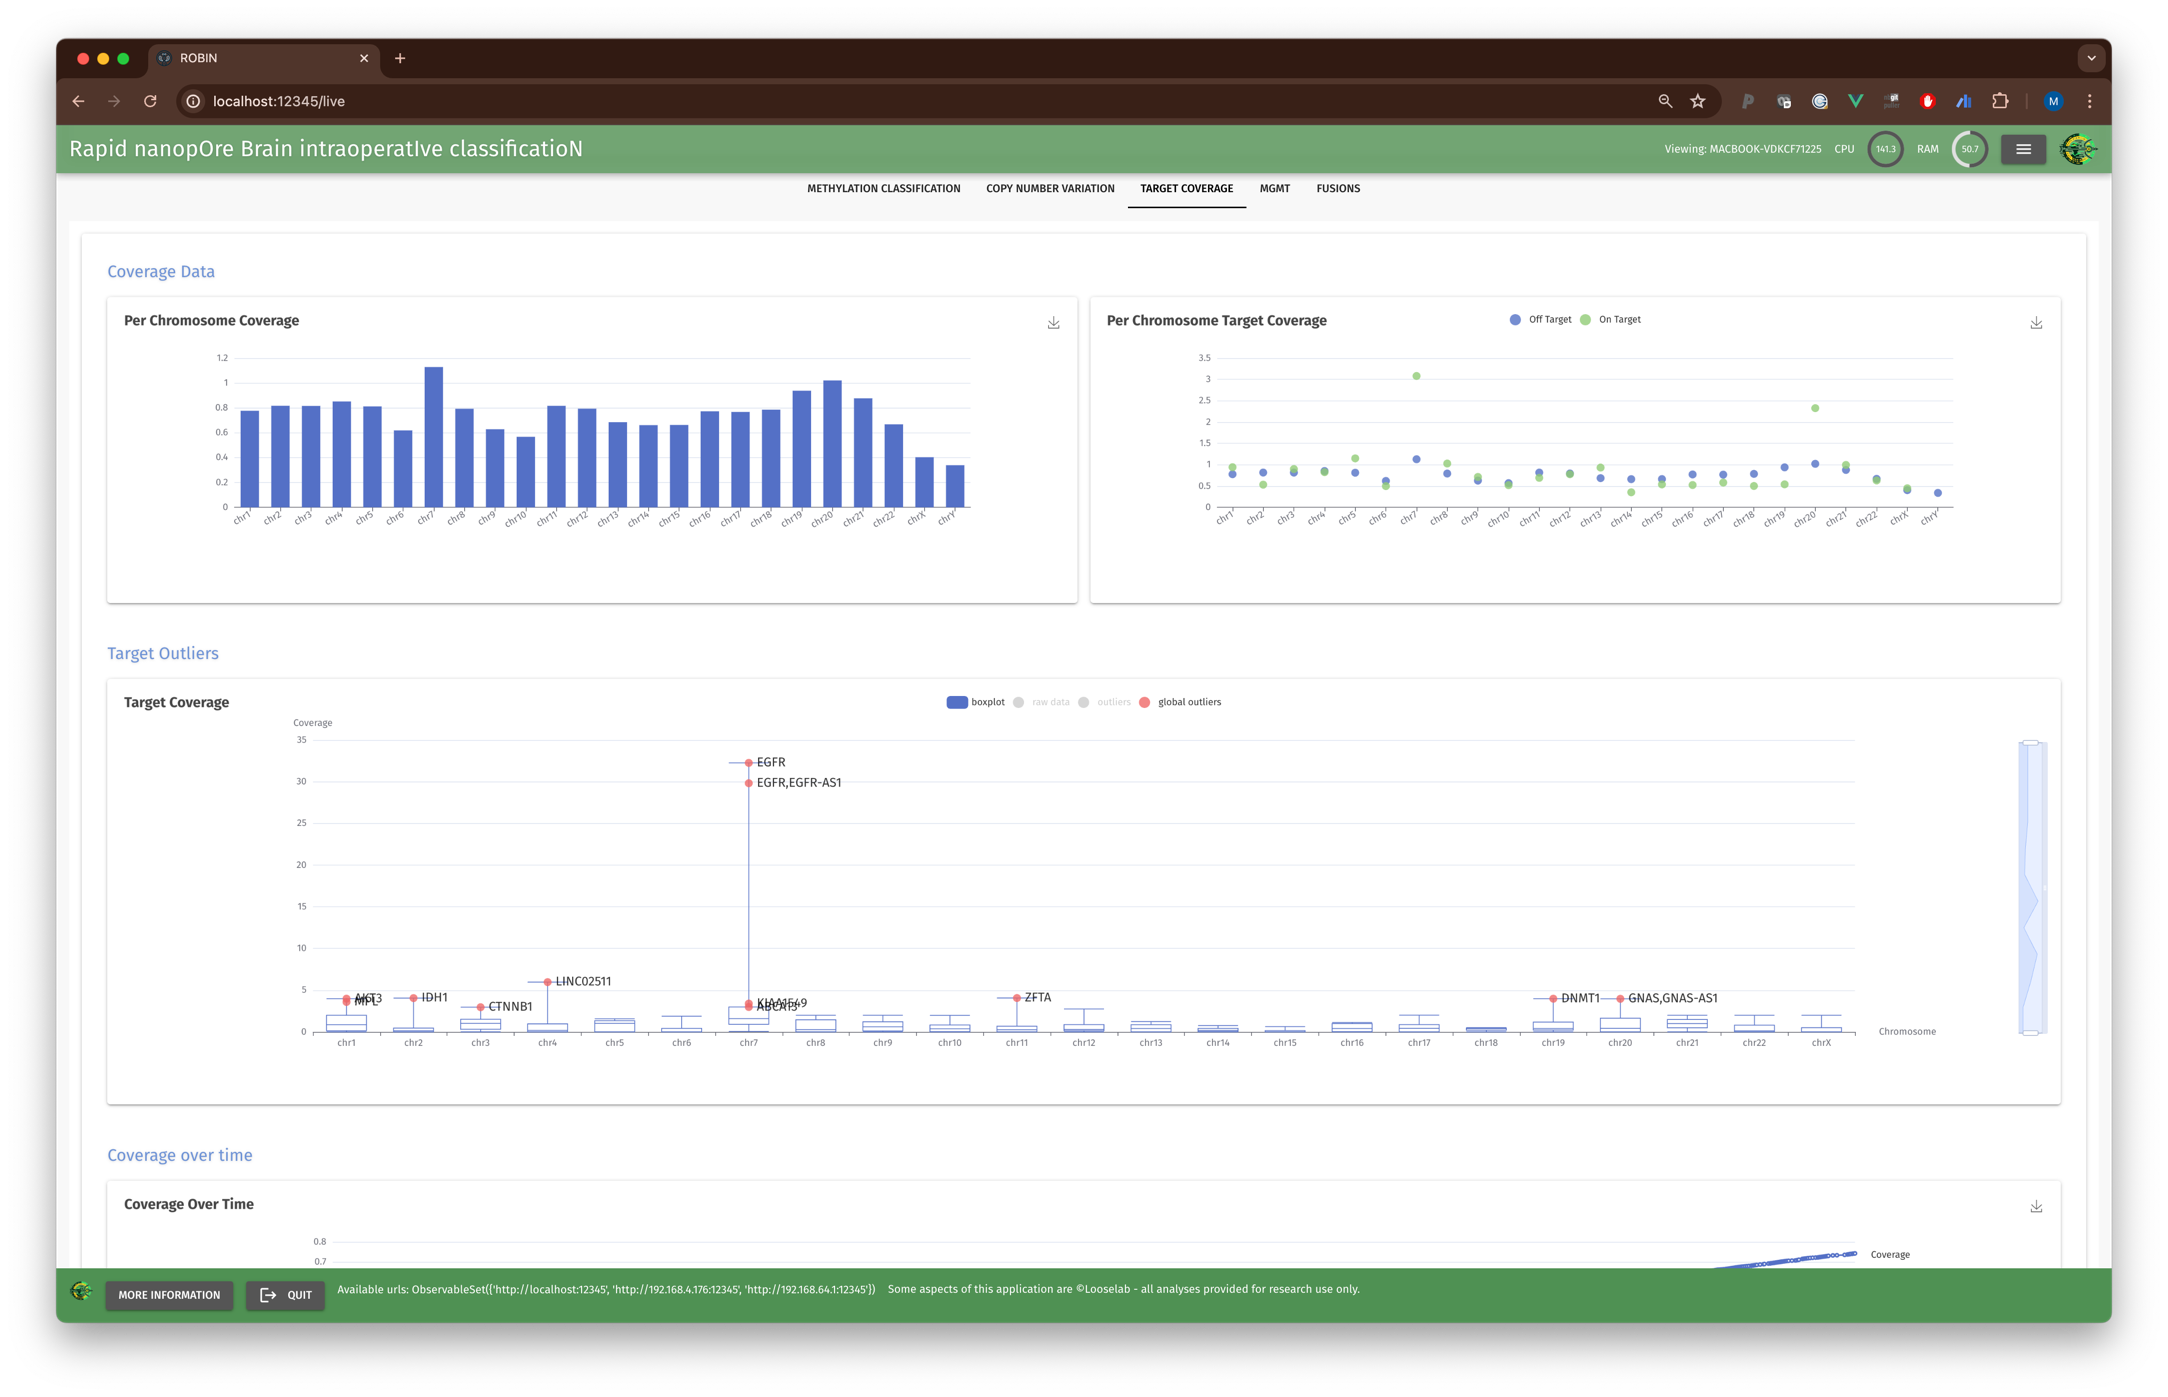 ROBIN
localhost:12345/live
M
Rapid nanopOre Brain intraoperatIve classificatioN
Viewing: MACBOOK-VDKCF71225 CPU 141.3 RAM 50.7
METHYLATION CLASSIFICATION COPY NUMBER VARIATION TARGET COVERAGE MGMT FUSIONS
Coverage Data
Per Chromosome Coverage
1.2
1
0.8
0.6
0.4
0.2
0
chr1 chr2 chr3 chr4 chr5 chr6 chr7 chr8 chr9 chr10 chr11 chr12 chr13 chr14 chr15 chr16 chr17 chr18 chr19 chr20 chr21 chr22 chrX chrY
Per Chromosome Target Coverage
Off Target On Target
3.5
3
2.5
2
1.5
1
0.5
0
chr1 chr2 chr3 chr4 chr5 chr6 chr7 chr8 chr9 chr10 chr11 chr12 chr13 chr14 chr15 chr16 chr17 chr18 chr19 chr20 chr21 chr22 chrX chrY
Target Outliers
Target Coverage
boxplot raw data outliers global outliers
Coverage
35
30
25
20
15
10
5
0
EGFR
EGFR,EGFR-AS1
LINC02511
AKT3
MPL
IDH1
CTNNB1
KIAA1549
ABCA13
ZFTA
DNMT1
GNAS,GNAS-AS1
chr1 chr2 chr3 chr4 chr5 chr6 chr7 chr8 chr9 chr10 chr11 chr12 chr13 chr14 chr15 chr16 chr17 chr18 chr19 chr20 chr21 chr22 chrX
Chromosome
Coverage over time
Coverage Over Time
0.8
0.7
Coverage
MORE INFORMATION QUIT Available urls: ObservableSet({'http://localhost:12345', 'http://192.168.4.176:12345', 'http://192.168.64.1:12345'}) Some aspects of this application are ©Looselab - all analyses provided for research use only.